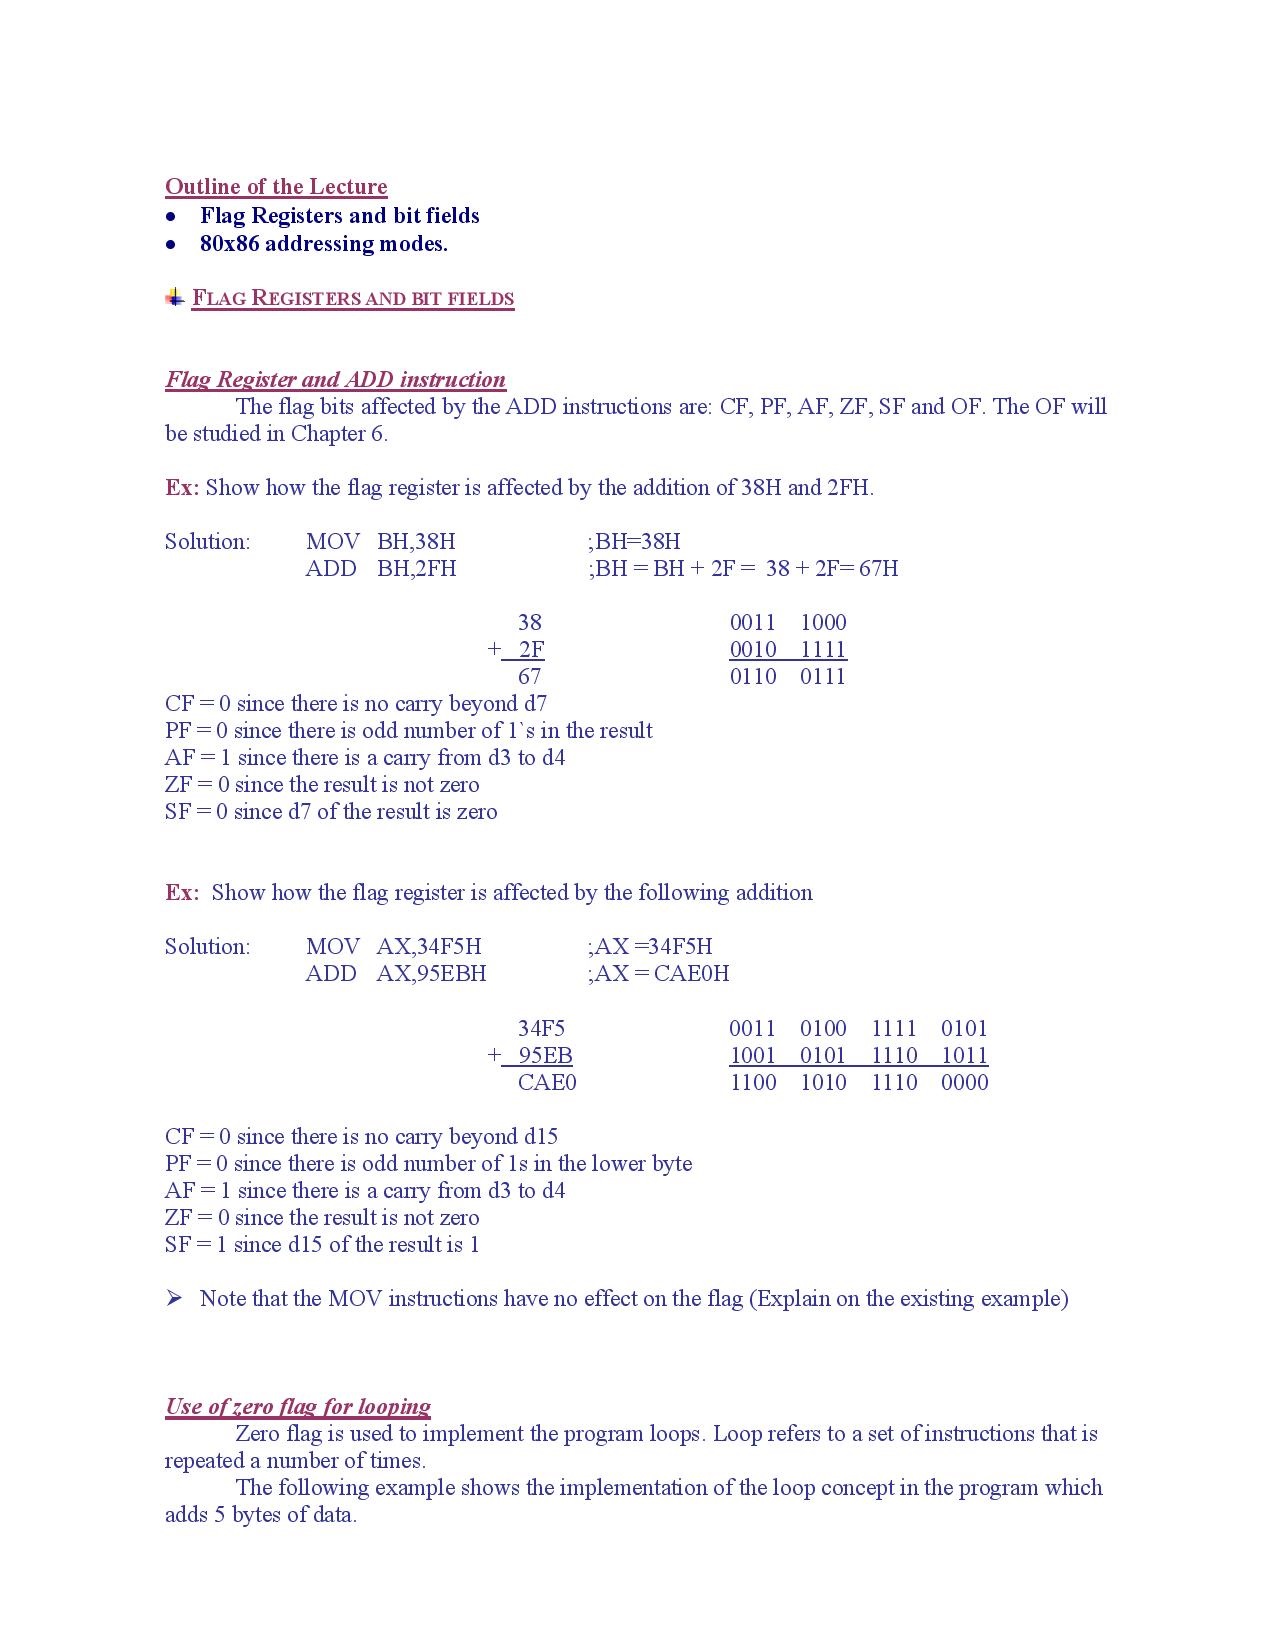 Outline of the Lecture
● Flag Registers and bit fields
● 80x86 addressing modes.
FLAG REGISTERS AND BIT FIELDS
Flag Register and ADD instruction
The flag bits affected by the ADD instructions are: CF, PF, AF, ZF, SF and OF. The OF will
be studied in Chapter 6.
Ex: Show how the flag register is affected by the addition of 38H and 2FH.
Solution: MOV BH,38H ;BH=38H
ADD BH,2FH ;BH = BH + 2F = 38 + 2F= 67H
38 0011 1000
+ 2F 0010 1111
67 0110 0111
CF = 0 since there is no carry beyond d7
PF = 0 since there is odd number of 1`s in the result
AF = 1 since there is a carry from d3 to d4
ZF = 0 since the result is not zero
SF = 0 since d7 of the result is zero
Ex: Show how the flag register is affected by the following addition
Solution: MOV AX,34F5H ;AX =34F5H
ADD AX,95EBH ;AX = CAE0H
34F5 0011 0100 1111 0101
+ 95EB 1001 0101 1110 1011
CAE0 1100 1010 1110 0000
CF = 0 since there is no carry beyond d15
PF = 0 since there is odd number of 1s in the lower byte
AF = 1 since there is a carry from d3 to d4
ZF = 0 since the result is not zero
SF = 1 since d15 of the result is 1
➢ Note that the MOV instructions have no effect on the flag (Explain on the existing example)
Use of zero flag for looping
Zero flag is used to implement the program loops. Loop refers to a set of instructions that is
repeated a number of times.
The following example shows the implementation of the loop concept in the program which
adds 5 bytes of data.